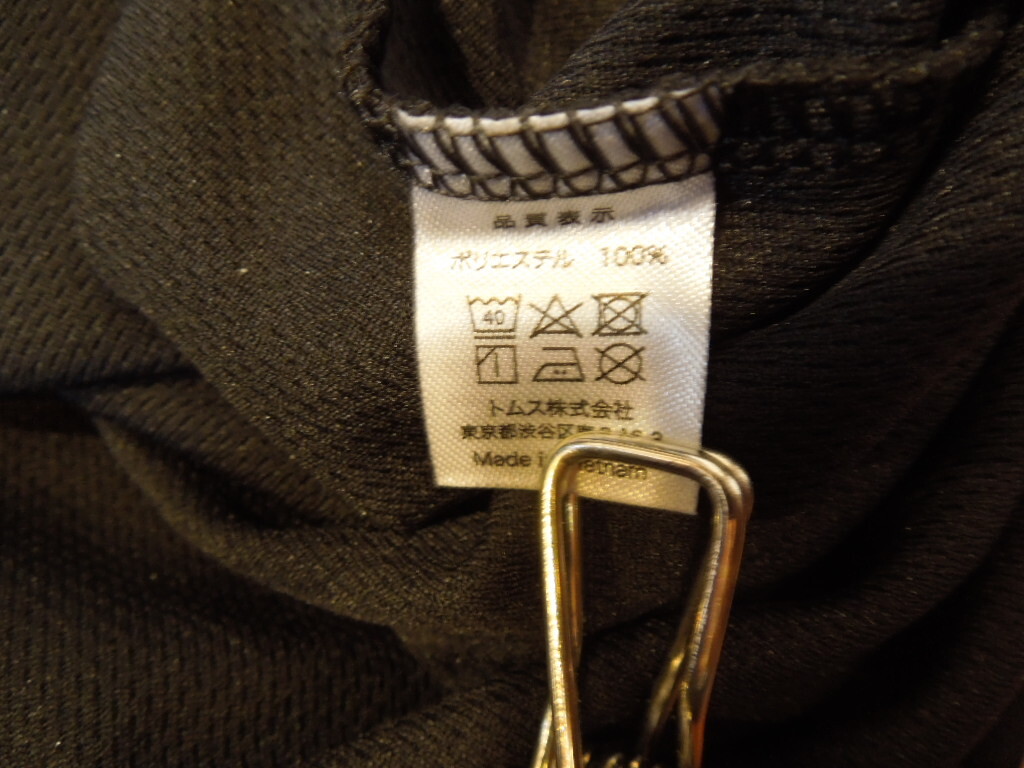 品質表示
ポリエステル 100%
40
トムス株式会社
東京都渋谷区
Made